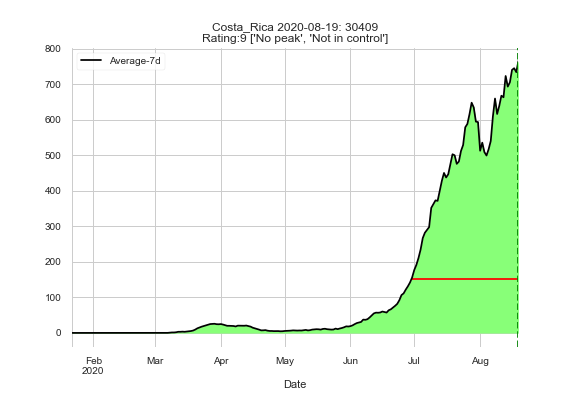 Costa_Rica 2020-08-19: 30409
Rating:9 ['No peak', 'Not in control']
800
Average-7d
700
600
500
400
300
200
100
0
Feb Mar Apr May Jun Jul Aug
2020
Date